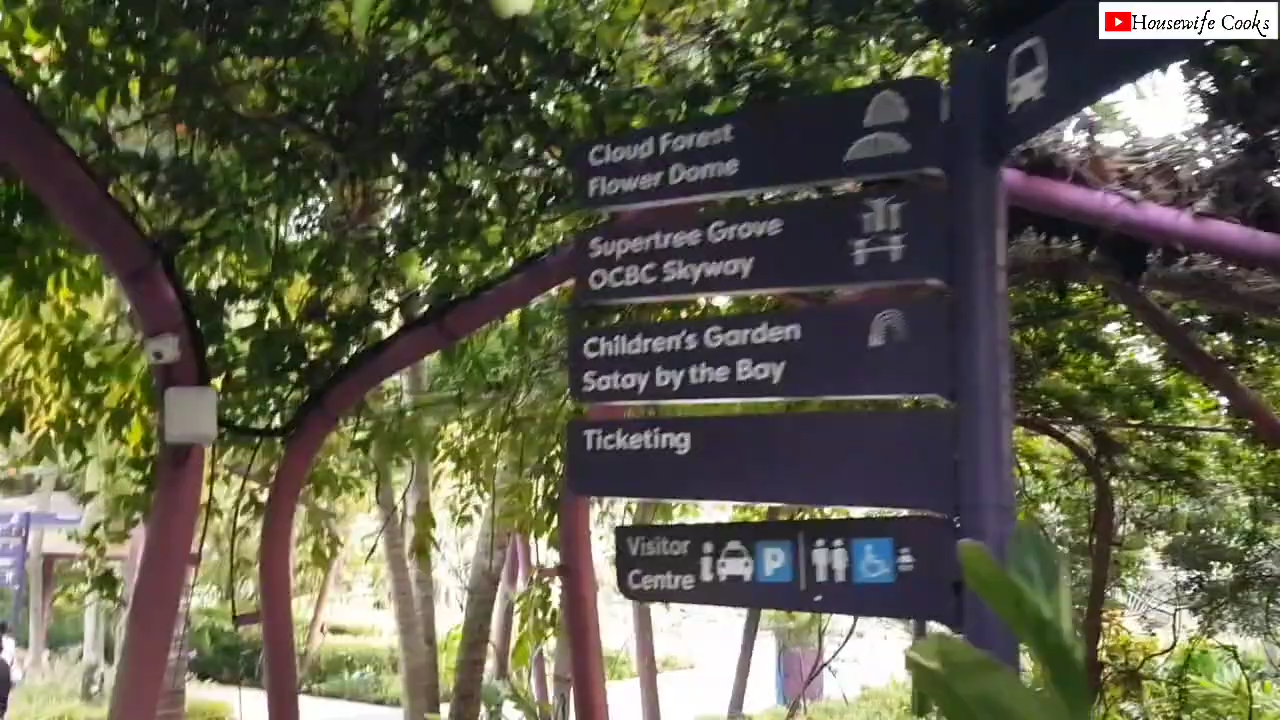 Housewife Cooks
Cloud Forest
Flower Dome
Supertree Grove
OCBC Skyway
Children's Garden
Satay by the Bay
Ticketing
Visitor
Centre
i P